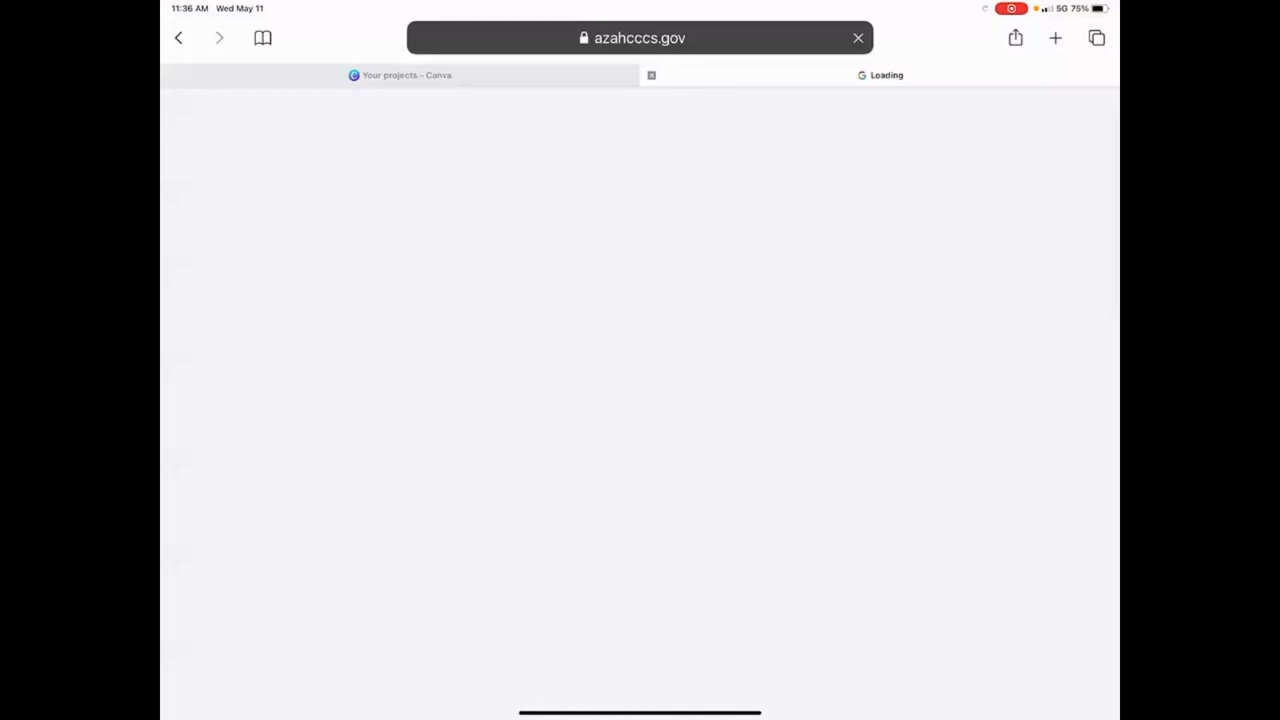 11:36 AM Wed May 11
5G 75%
azahcccs.gov
Your projects – Canva
Loading